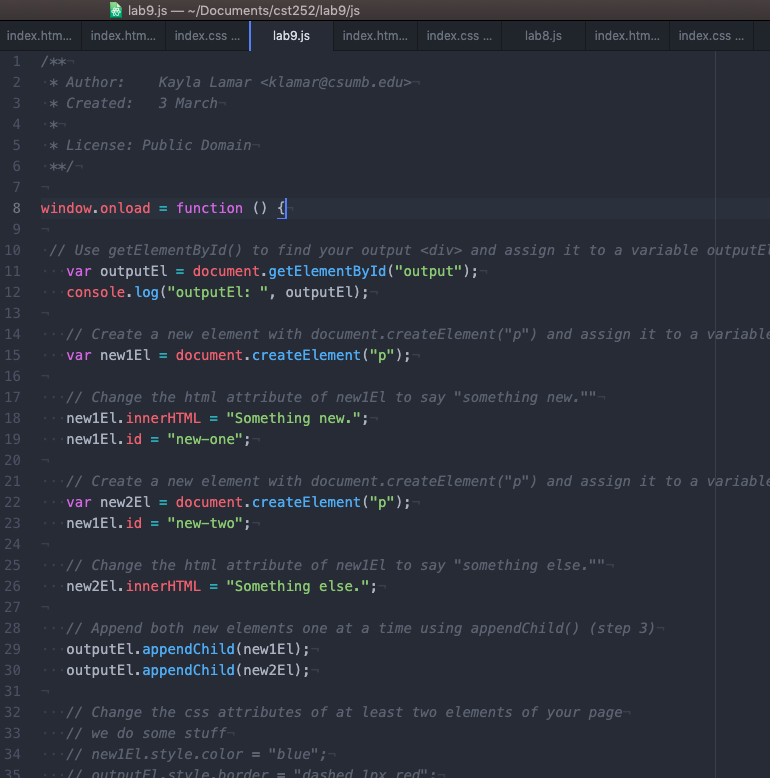 lab9.js — ~/Documents/cst252/lab9/js
index.htm... index.htm... index.css ... lab9.js index.htm... index.css ... lab8.js index.htm... index.css ...
1 /**
2 * Author: Kayla Lamar <klamar@csumb.edu>
3 * Created: 3 March
4 *
5 * License: Public Domain
6 **/
7
8 window.onload = function () {
9
10 // Use getElementById() to find your output <div> and assign it to a variable outputEl
11 var outputEl = document.getElementById("output");
12 console.log("outputEl: ", outputEl);
13
14 // Create a new element with document.createElement("p") and assign it to a variable
15 var new1El = document.createElement("p");
16
17 // Change the html attribute of new1El to say "something new.""
18 new1El.innerHTML = "Something new.";
19 new1El.id = "new-one";
20
21 // Create a new element with document.createElement("p") and assign it to a variable
22 var new2El = document.createElement("p");
23 new1El.id = "new-two";
24
25 // Change the html attribute of new1El to say "something else.""
26 new2El.innerHTML = "Something else.";
27
28 // Append both new elements one at a time using appendChild() (step 3)
29 outputEl.appendChild(new1El);
30 outputEl.appendChild(new2El);
31
32 // Change the css attributes of at least two elements of your page
33 // we do some stuff
34 // new1El.style.color = "blue";
35 // outputEl.style.border = "dashed 1px red";